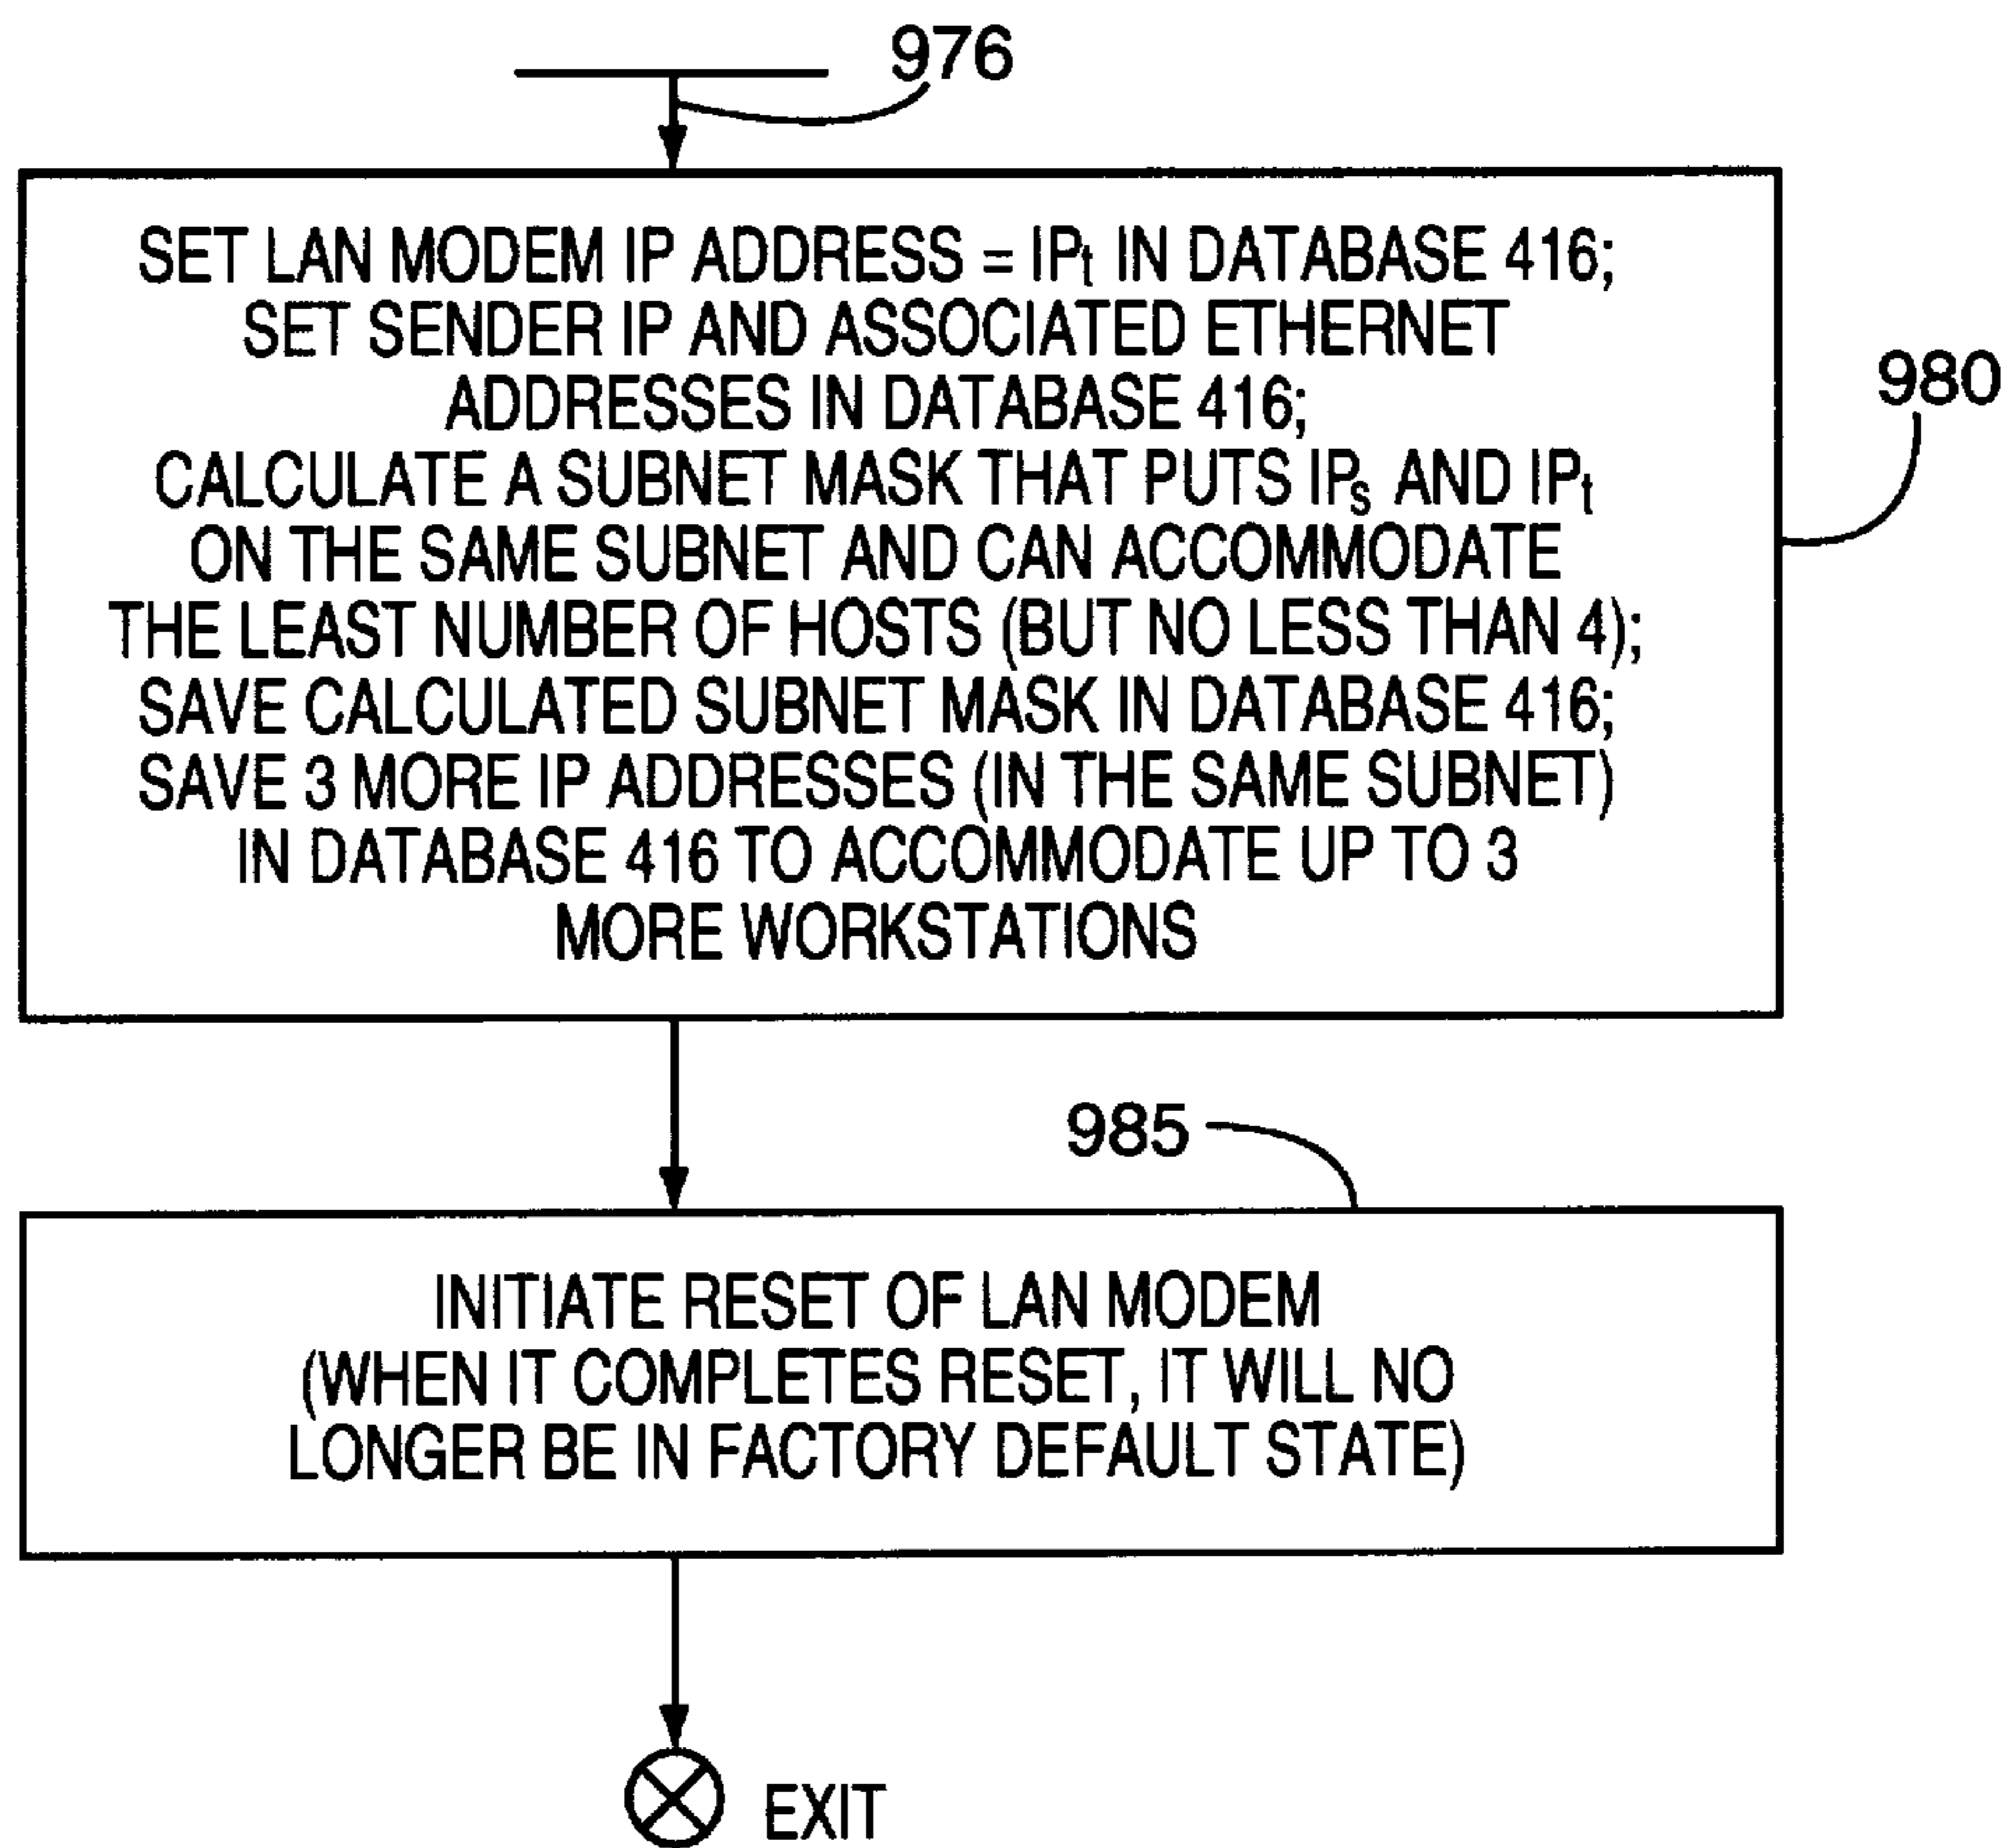 976
SET LAN MODEM IP ADDRESS = IPt IN DATABASE 416;
SET SENDER IP AND ASSOCIATED ETHERNET
ADDRESSES IN DATABASE 416;
CALCULATE A SUBNET MASK THAT PUTS IPs AND IPt
ON THE SAME SUBNET AND CAN ACCOMMODATE
THE LEAST NUMBER OF HOSTS (BUT NO LESS THAN 4);
SAVE CALCULATED SUBNET MASK IN DATABASE 416;
SAVE 3 MORE IP ADDRESSES (IN THE SAME SUBNET)
IN DATABASE 416 TO ACCOMMODATE UP TO 3
MORE WORKSTATIONS
980
985
INITIATE RESET OF LAN MODEM
(WHEN IT COMPLETES RESET, IT WILL NO
LONGER BE IN FACTORY DEFAULT STATE)
EXIT